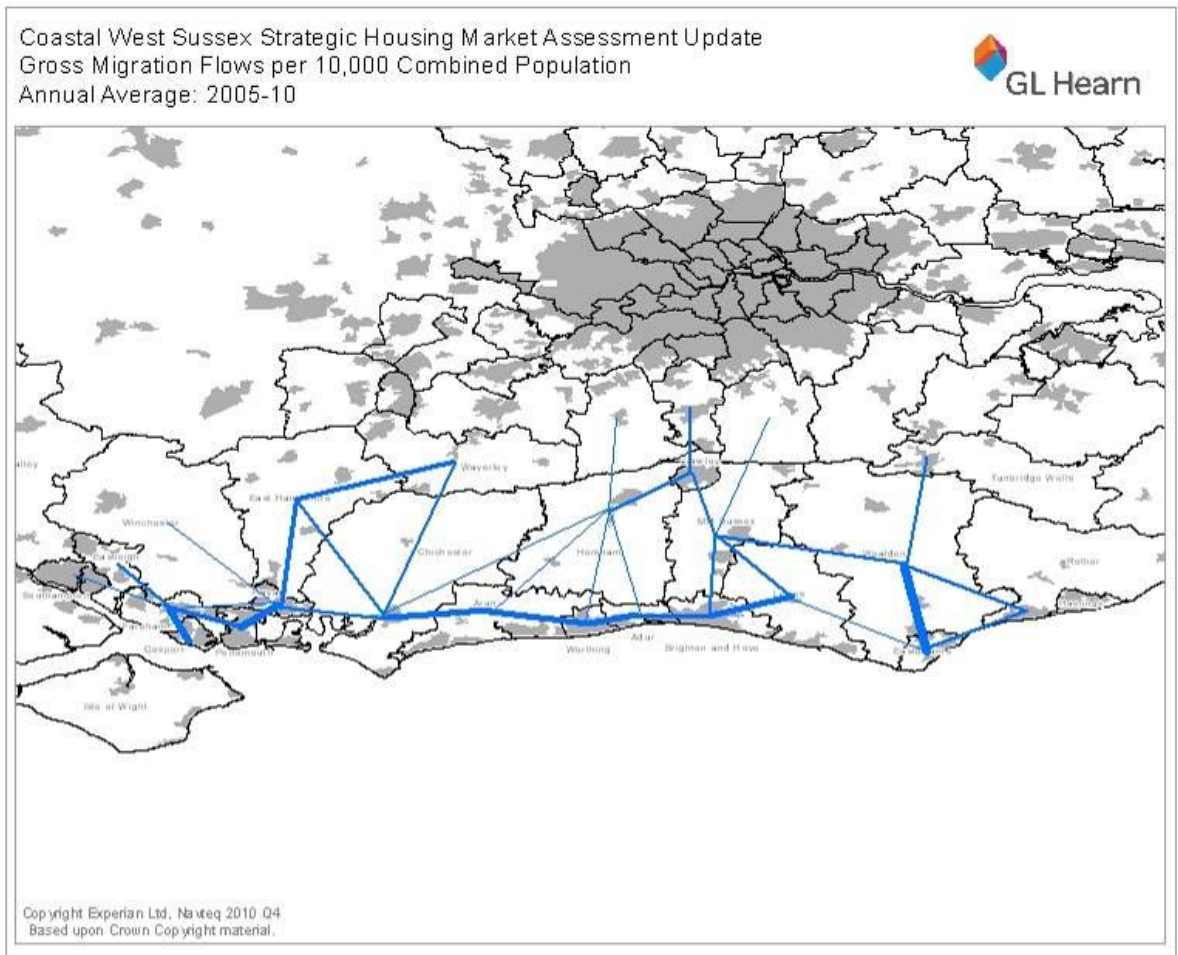 Coastal West Sussex Strategic Housing Market Assessment Update
Gross Migration Flows per 10,000 Combined Population
Annual Average: 2005-10
GL Hearn
Waverley
East Hampshire
Tunbridge Wells
Winchester
Mid Sussex
Chichester
Horsham
Wealden
Rother
Eastleigh
Southampton
Arun
Fareham
Gosport
Portsmouth
Adur
Worthing
Brighton and Hove
Isle of Wight
Copyright Experian Ltd, Navteq 2010 Q4
Based upon Crown Copyright material.